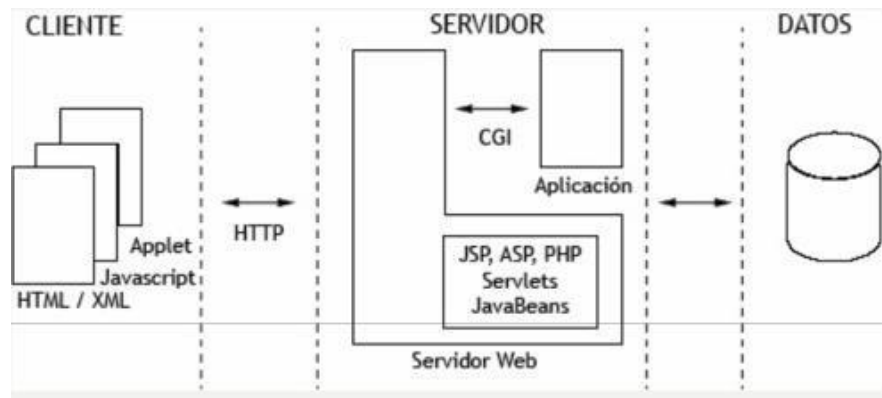 CLIENTE
SERVIDOR
DATOS
CGI
Aplicación
HTTP
Applet
Javascript
HTML / XML
JSP, ASP, PHP
Servlets
JavaBeans
Servidor Web